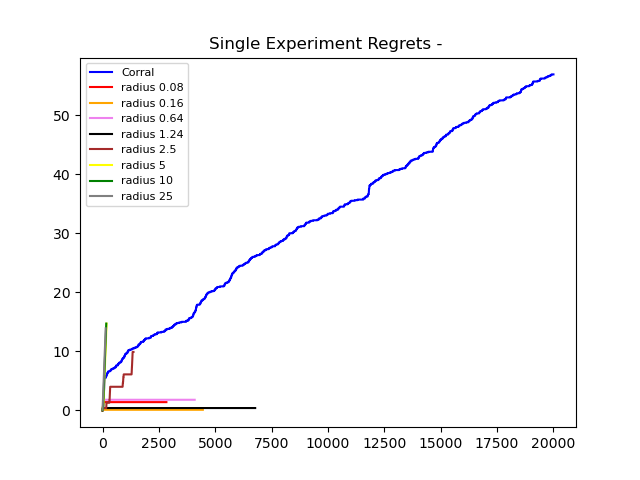 Single Experiment Regrets -
Corral
radius 0.08
radius 0.16
radius 0.64
radius 1.24
radius 2.5
radius 5
radius 10
radius 25
50
40
30
20
10
0
0 2500 5000 7500 10000 12500 15000 17500 20000